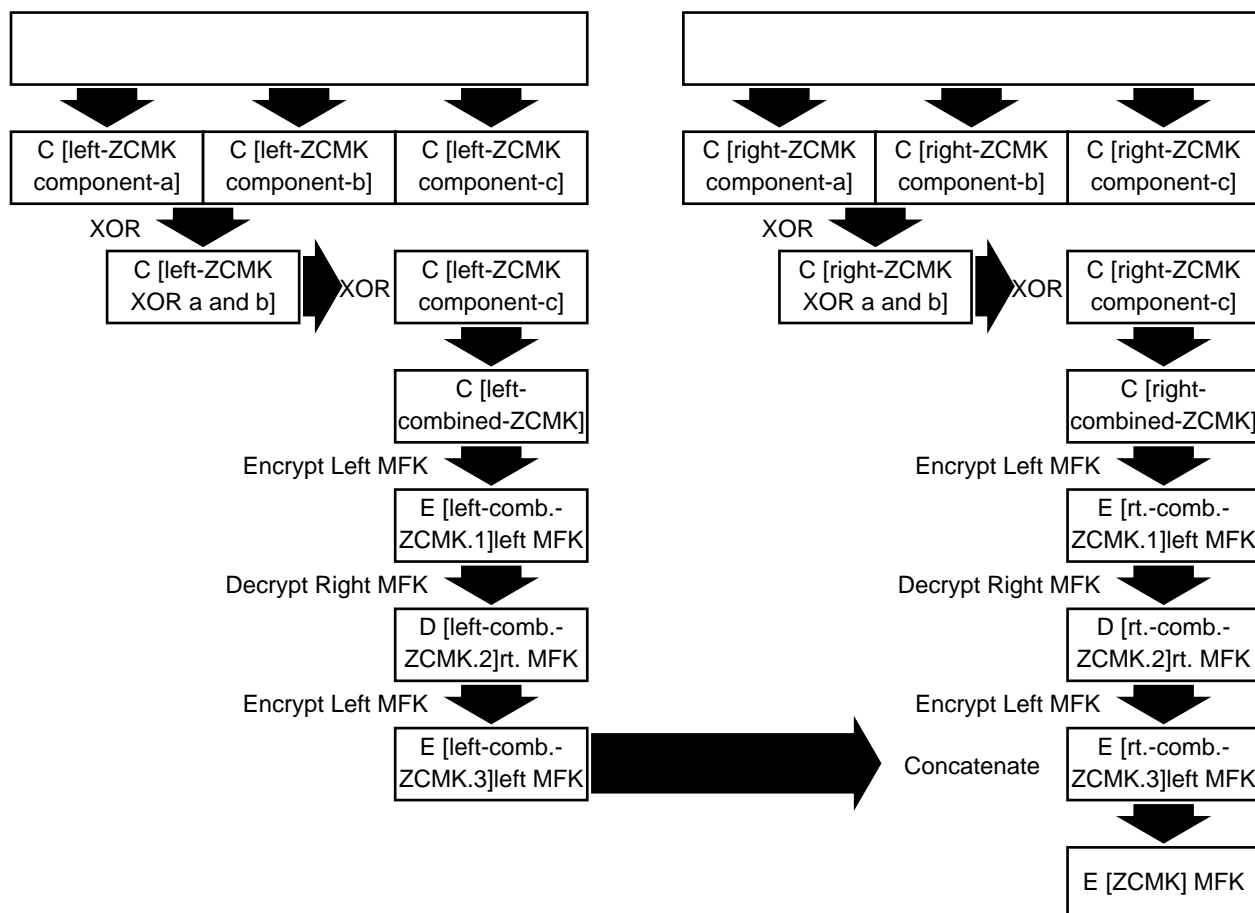 C [left-ZCMK
component-a]
C [left-ZCMK
component-b]
C [left-ZCMK
component-c]
XOR
C [left-ZCMK
XOR a and b]
XOR
C [left-ZCMK
component-c]
C [left-
combined-ZCMK]
Encrypt Left MFK
E [left-comb.-
ZCMK.1]left MFK
Decrypt Right MFK
D [left-comb.-
ZCMK.2]rt. MFK
Encrypt Left MFK
E [left-comb.-
ZCMK.3]left MFK
C [right-ZCMK
component-a]
C [right-ZCMK
component-b]
C [right-ZCMK
component-c]
XOR
C [right-ZCMK
XOR a and b]
XOR
C [right-ZCMK
component-c]
C [right-
combined-ZCMK]
Encrypt Left MFK
E [rt.-comb.-
ZCMK.1]left MFK
Decrypt Right MFK
D [rt.-comb.-
ZCMK.2]rt. MFK
Encrypt Left MFK
Concatenate
E [rt.-comb.-
ZCMK.3]left MFK
E [ZCMK] MFK